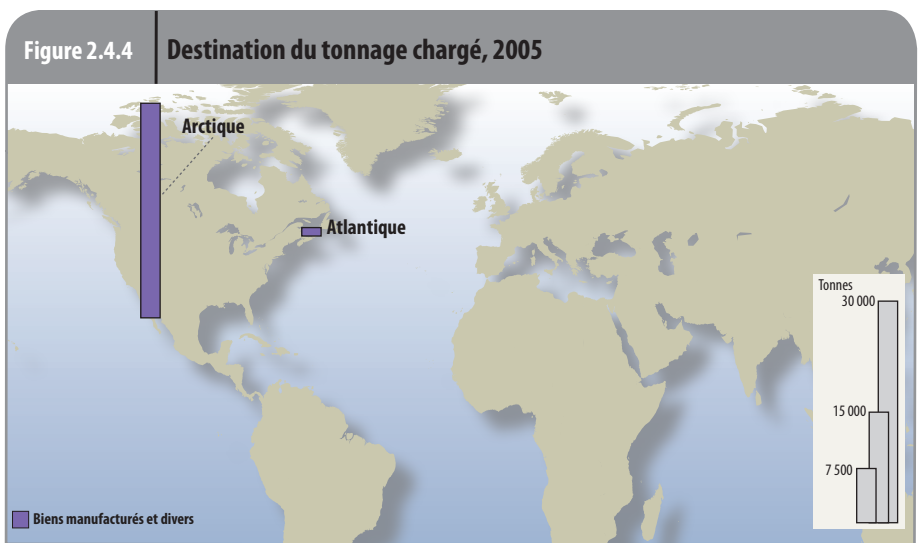 Figure 2.4.4
Destination du tonnage chargé, 2005
Arctique
Atlantique
Tonnes
30 000
15 000
7 500
Biens manufacturés et divers